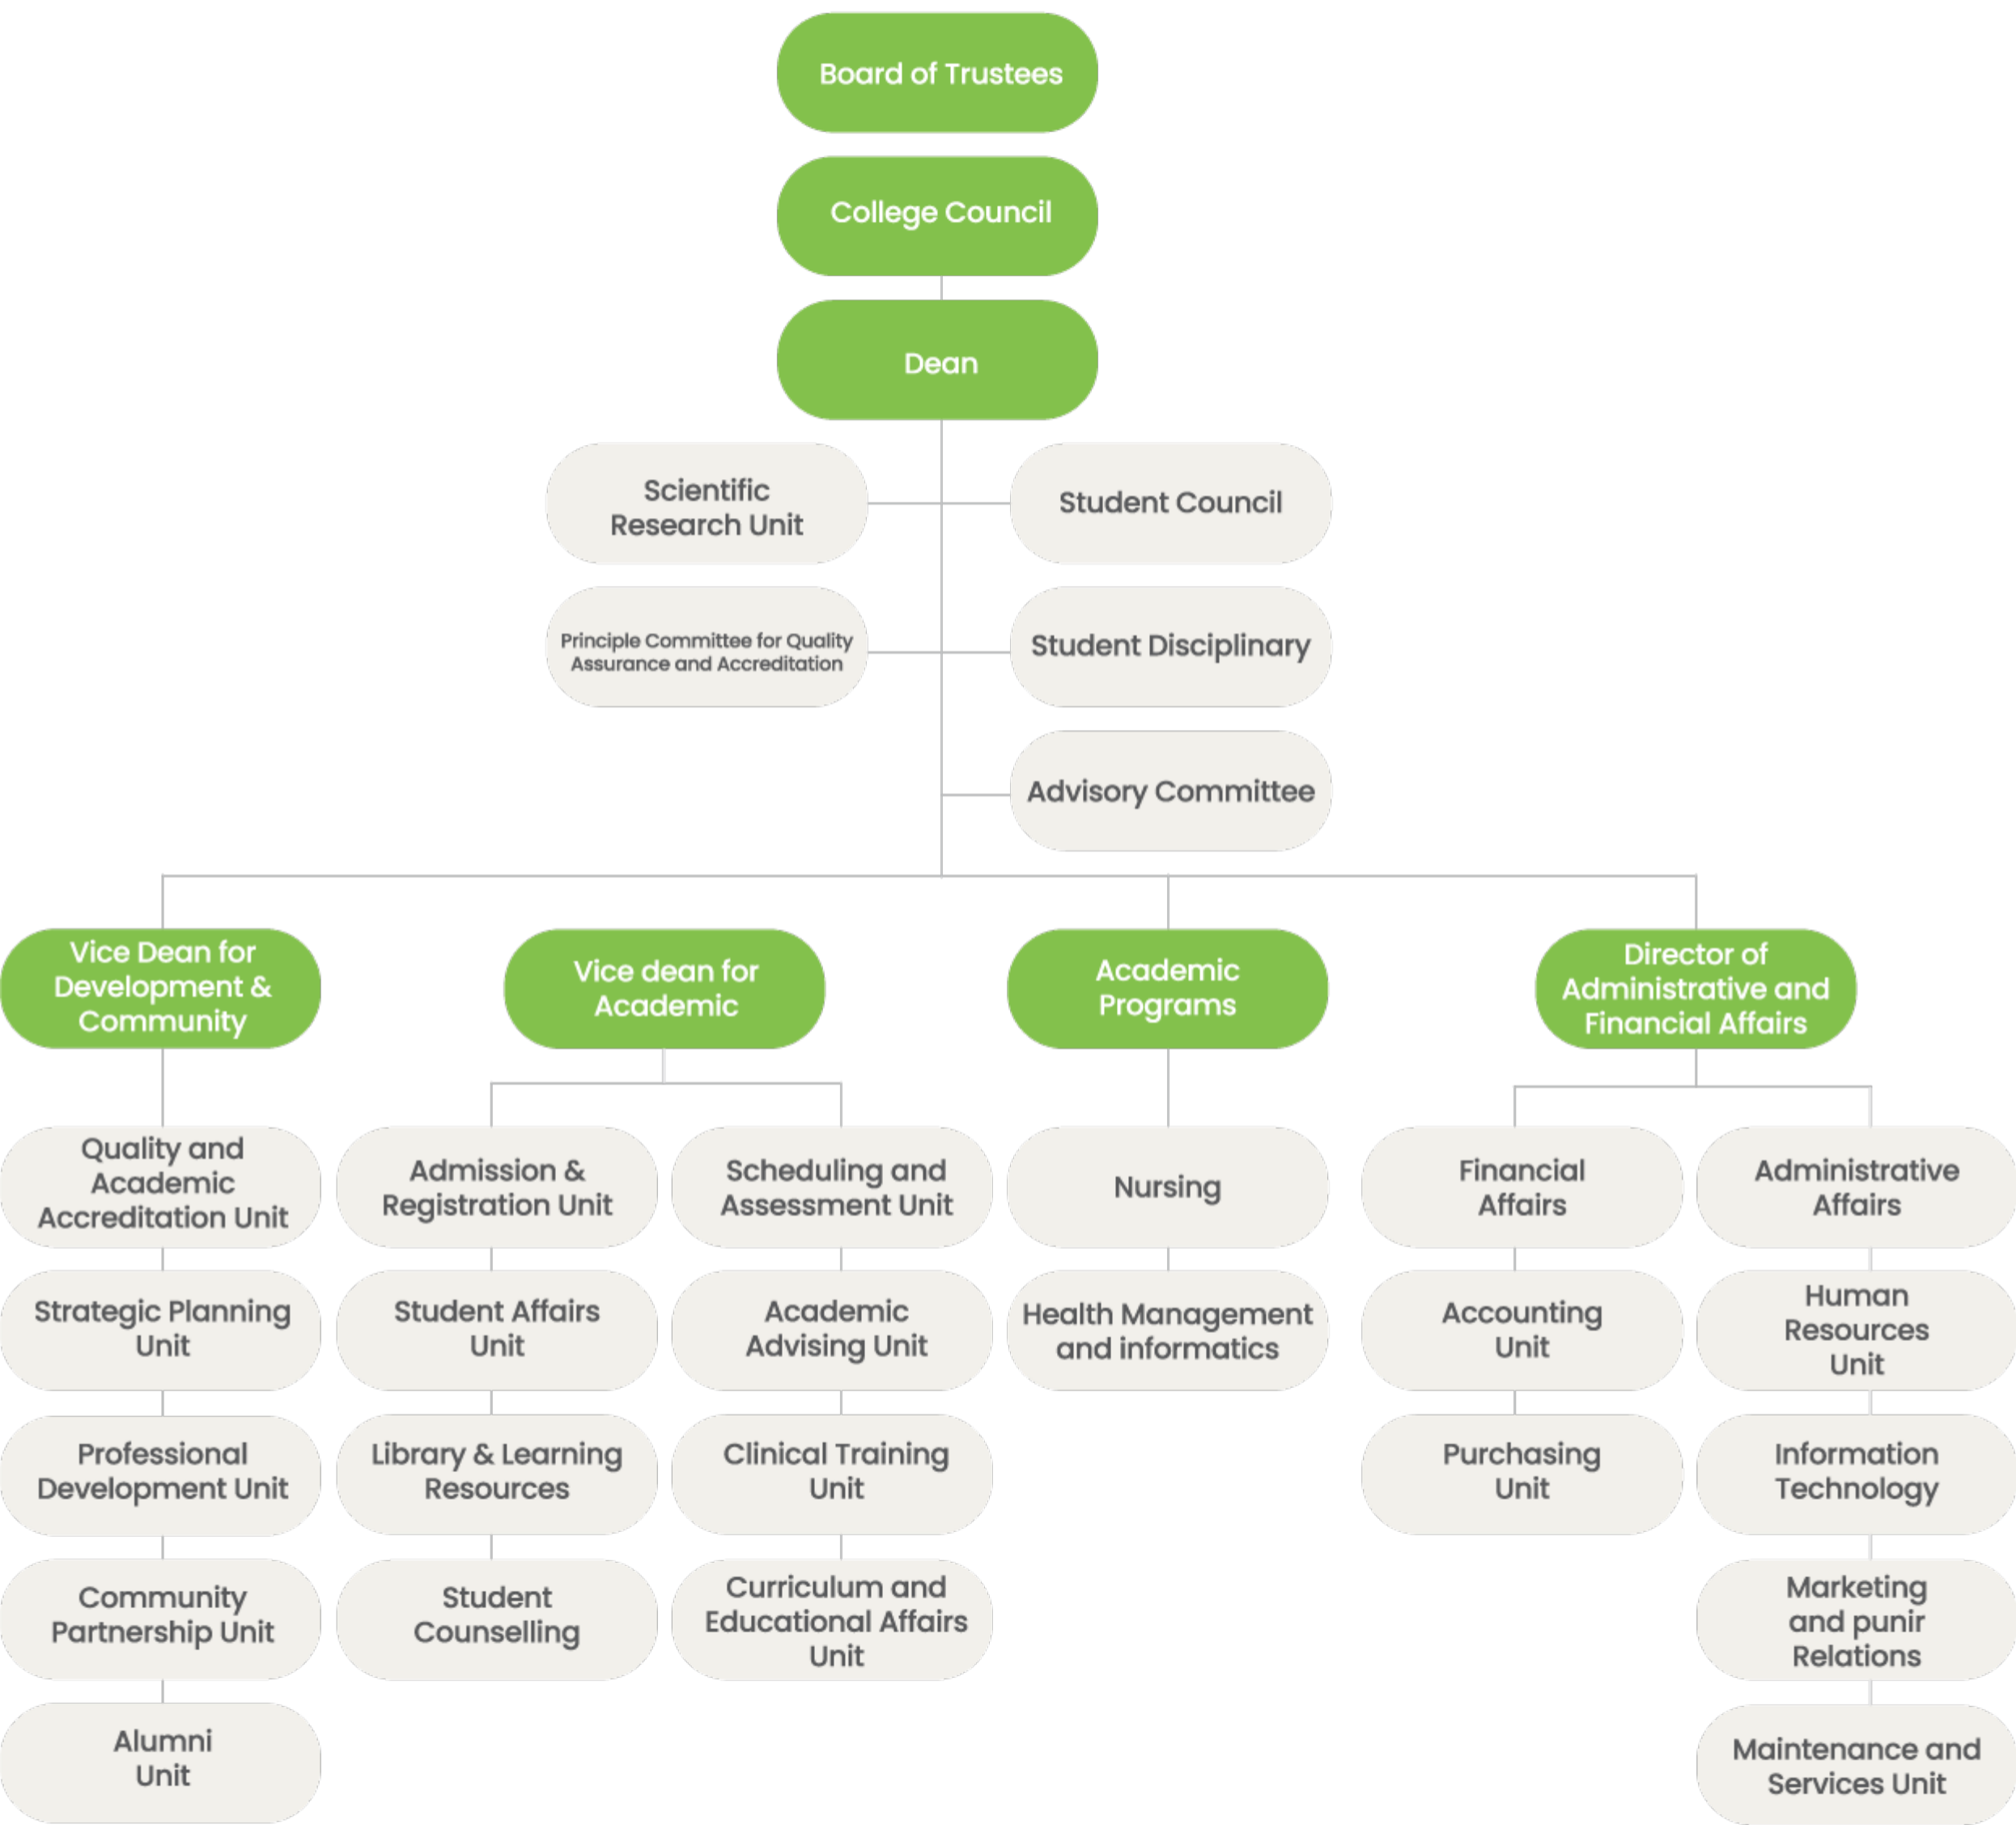 Board of Trustees
College Council
Dean
Scientific
Research Unit
Student Council
Principle Committee for Quality
Assurance and Accreditation
Student Disciplinary
Advisory Committee
Vice Dean for
Development &
Community
Vice dean for
Academic
Academic
Programs
Director of
Administrative and
Financial Affairs
Quality and
Academic
Accreditation Unit
Admission &
Registration Unit
Scheduling and
Assessment Unit
Nursing
Financial
Affairs
Administrative
Affairs
Strategic Planning
Unit
Student Affairs
Unit
Academic
Advising Unit
Health Management
and informatics
Accounting
Unit
Human
Resources
Unit
Professional
Development Unit
Library & Learning
Resources
Clinical Training
Unit
Purchasing
Unit
Information
Technology
Community
Partnership Unit
Student
Counselling
Curriculum and
Educational Affairs
Unit
Marketing
and punir
Relations
Alumni
Unit
Maintenance and
Services Unit